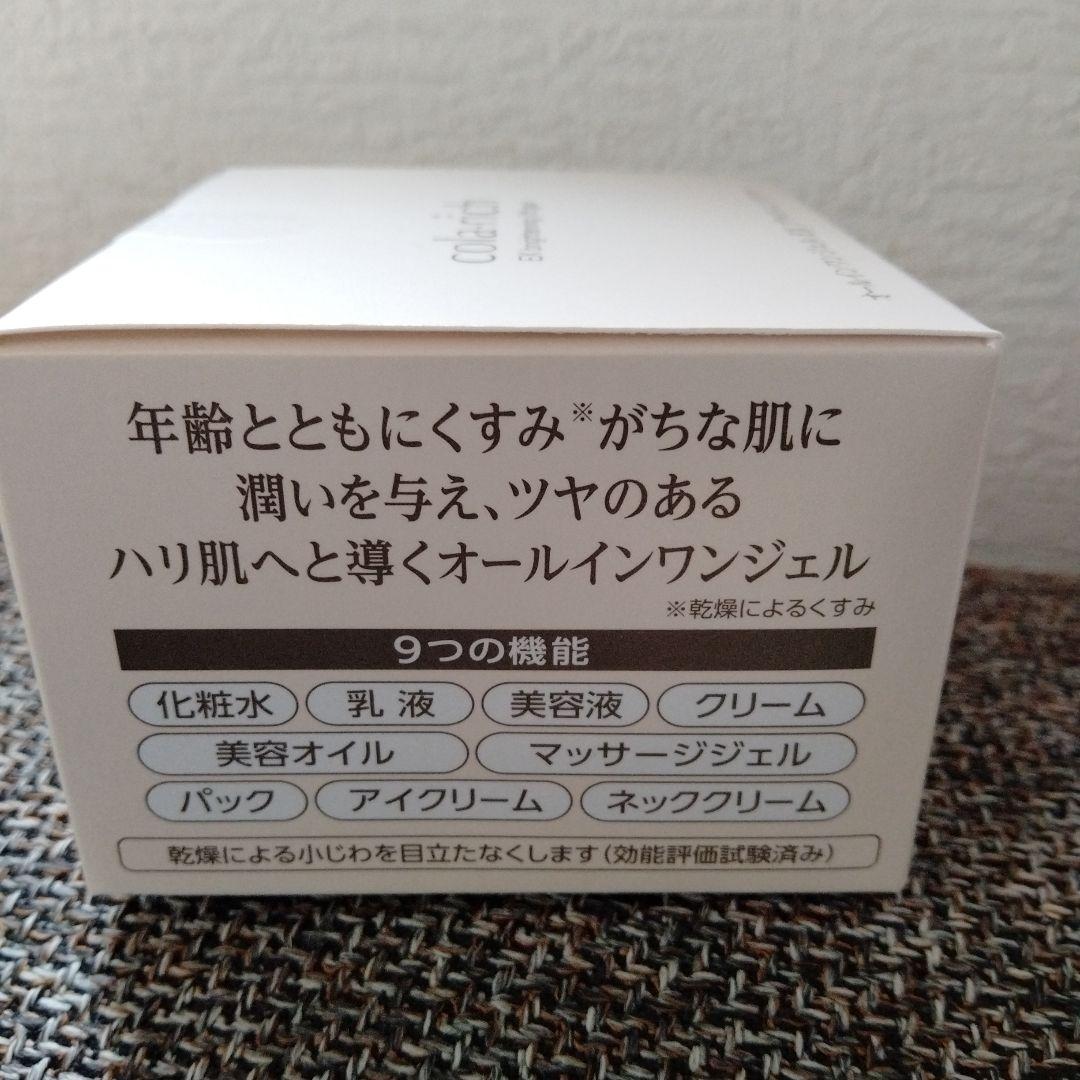 cola-rich
年齢とともにくすみ※がちな肌に
潤いを与え、ツヤのある
ハリ肌へと導くオールインワンジェル
※乾燥によるくすみ
9つの機能
化粧水 乳液 美容液 クリーム
美容オイル マッサージジェル
パック アイクリーム ネッククリーム
乾燥による小じわを目立たなくします(効能評価試験済み)